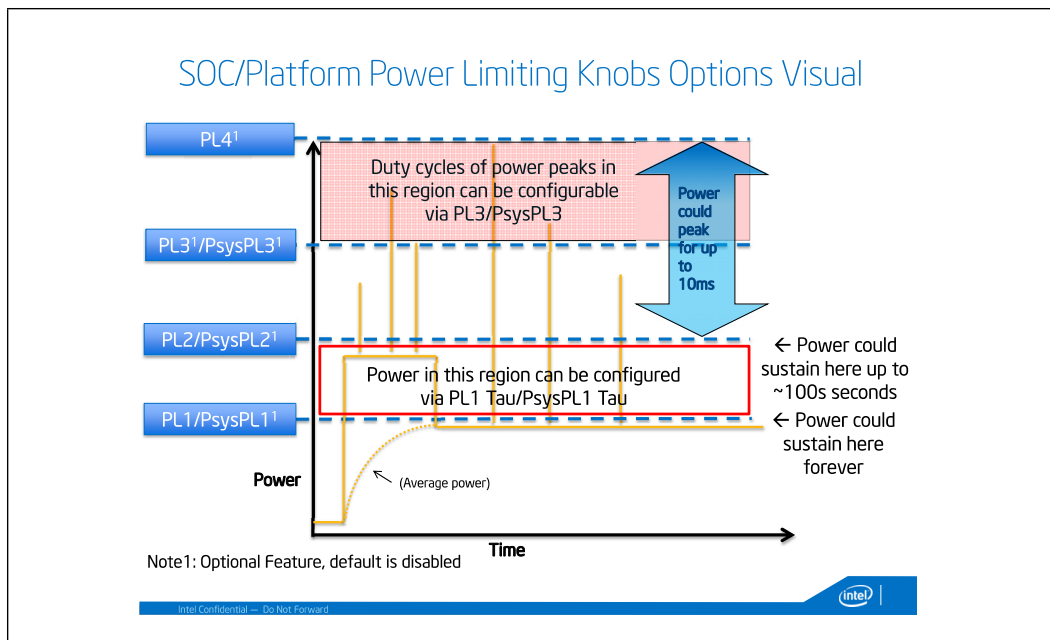 SOC/Platform Power Limiting Knobs Options Visual
PL4¹
Duty cycles of power peaks in
this region can be configurable
via PL3/PsysPL3
Power
could
peak
for up
to
10ms
PL3¹/PsysPL3¹
PL2/PsysPL2¹
← Power could
sustain here up to
~100s seconds
Power in this region can be configured
via PL1 Tau/PsysPL1 Tau
PL1/PsysPL1¹
← Power could
sustain here
forever
Power
(Average power)
Time
Note1: Optional Feature, default is disabled
Intel Confidential — Do Not Forward
intel